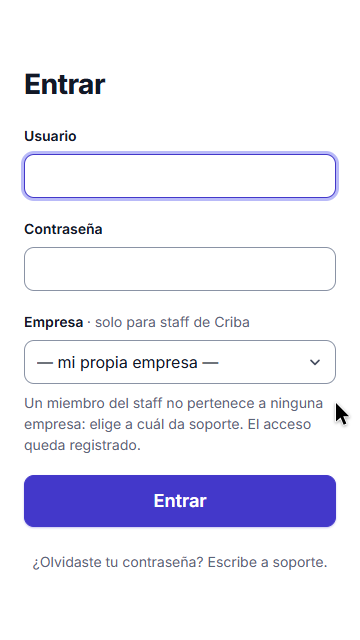 Entrar
Usuario
Contraseña
Empresa · solo para staff de Criba
— mi propia empresa —
Un miembro del staff no pertenece a ninguna
empresa: elige a cuál da soporte. El acceso
queda registrado.
Entrar
¿Olvidaste tu contraseña? Escribe a soporte.